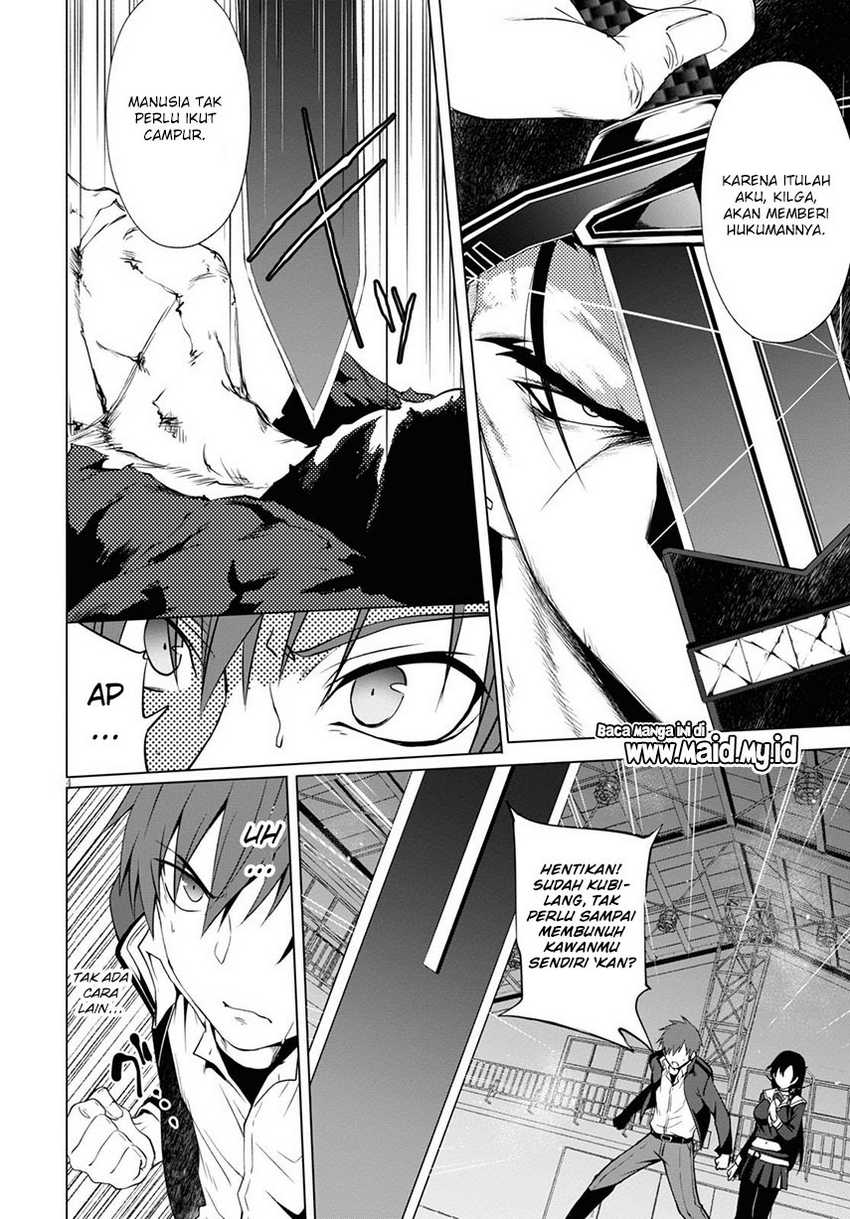 KARENA ITULAH
AKU, KILGA,
AKAN MEMBERI
HUKUMANNYA.
MANUSIA TAK
PERLU IKUT
CAMPUR.
AP
...
Baca Manga ini di
www.Maid.My.id
HENTIKAN!
SUDAH KUBI-
LANG, TAK
PERLU SAMPAI
MEMBUNUH
KAWANMU
SENDIRI 'KAN?
UH
...
TAK ADA
CARA
LAIN...